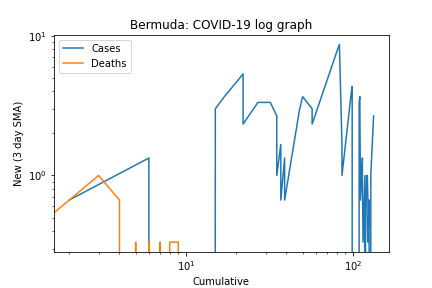 Bermuda: COVID-19 log graph
10¹
Cases
Deaths
New (3 day SMA)
10⁰
10¹
10²
Cumulative